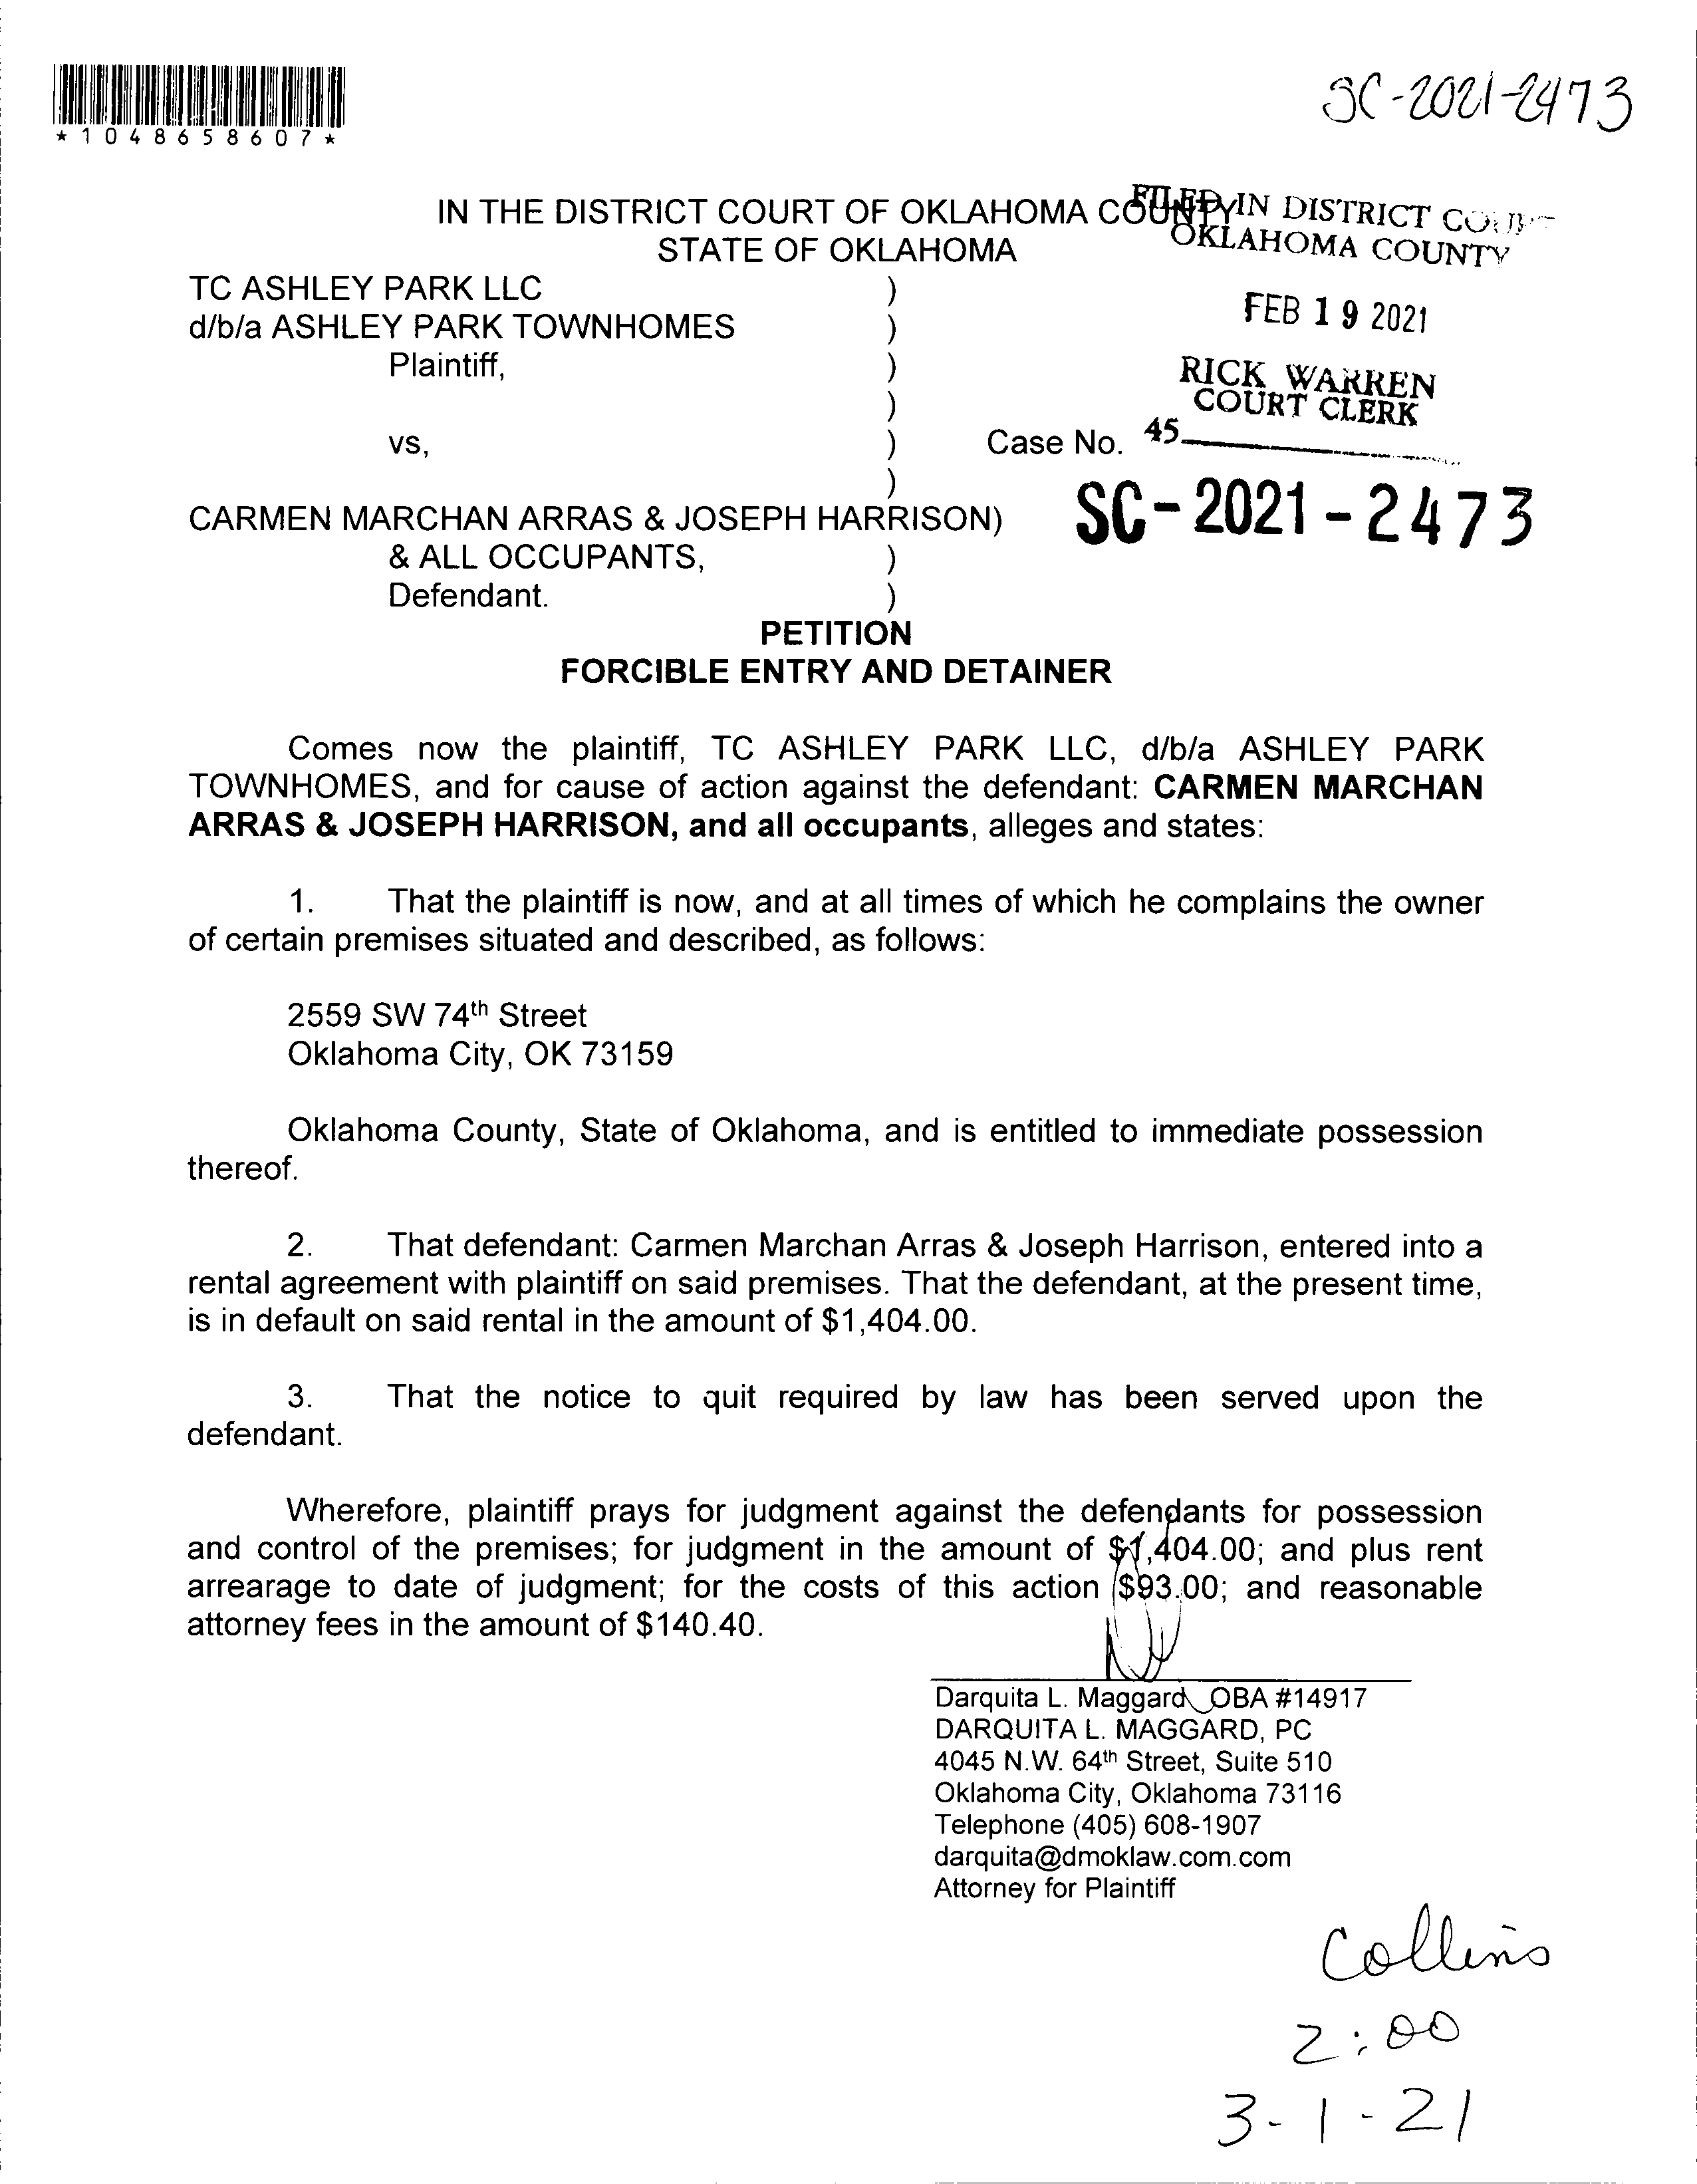 *1048658607*
SC-2021-2473
IN THE DISTRICT COURT OF OKLAHOMA COUNTY
STATE OF OKLAHOMA
FILED IN DISTRICT COURT
OKLAHOMA COUNTY
FEB 19 2021
RICK WARREN
COURT CLERK
45
TC ASHLEY PARK LLC )
d/b/a ASHLEY PARK TOWNHOMES )
Plaintiff, )
)
vs, ) Case No.
)
SC-2021-2473
CARMEN MARCHAN ARRAS & JOSEPH HARRISON)
& ALL OCCUPANTS, )
Defendant. )
PETITION
FORCIBLE ENTRY AND DETAINER
Comes now the plaintiff, TC ASHLEY PARK LLC, d/b/a ASHLEY PARK
TOWNHOMES, and for cause of action against the defendant: CARMEN MARCHAN
ARRAS & JOSEPH HARRISON, and all occupants, alleges and states:
1. That the plaintiff is now, and at all times of which he complains the owner
of certain premises situated and described, as follows:
2559 SW 74th Street
Oklahoma City, OK 73159
Oklahoma County, State of Oklahoma, and is entitled to immediate possession
thereof.
2. That defendant: Carmen Marchan Arras & Joseph Harrison, entered into a
rental agreement with plaintiff on said premises. That the defendant, at the present time,
is in default on said rental in the amount of $1,404.00.
3. That the notice to quit required by law has been served upon the
defendant.
Wherefore, plaintiff prays for judgment against the defendants for possession
and control of the premises; for judgment in the amount of $1,404.00; and plus rent
arrearage to date of judgment; for the costs of this action $93.00; and reasonable
attorney fees in the amount of $140.40.
Darquita L. Maggard OBA #14917
DARQUITA L. MAGGARD, PC
4045 N.W. 64th Street, Suite 510
Oklahoma City, Oklahoma 73116
Telephone (405) 608-1907
darquita@dmoklaw.com.com
Attorney for Plaintiff
Collins
2:00
3-1-21